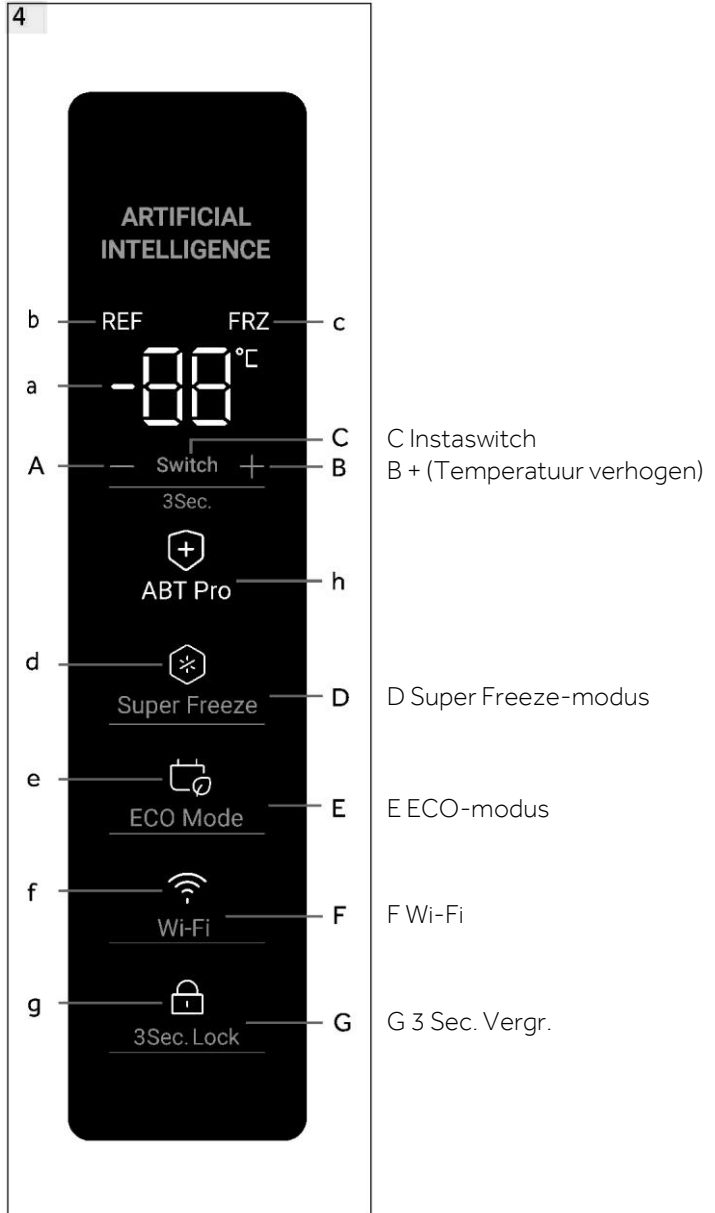 4
ARTIFICIAL
INTELLIGENCE
b REF FRZ c
a -88 °C
C C Instaswitch
A − Switch + B B + (Temperatuur verhogen)
3Sec.
ABT Pro h
d
Super Freeze D D Super Freeze-modus
e
ECO Mode E E ECO-modus
f
Wi-Fi F F Wi-Fi
g
3Sec. Lock G G 3 Sec. Vergr.